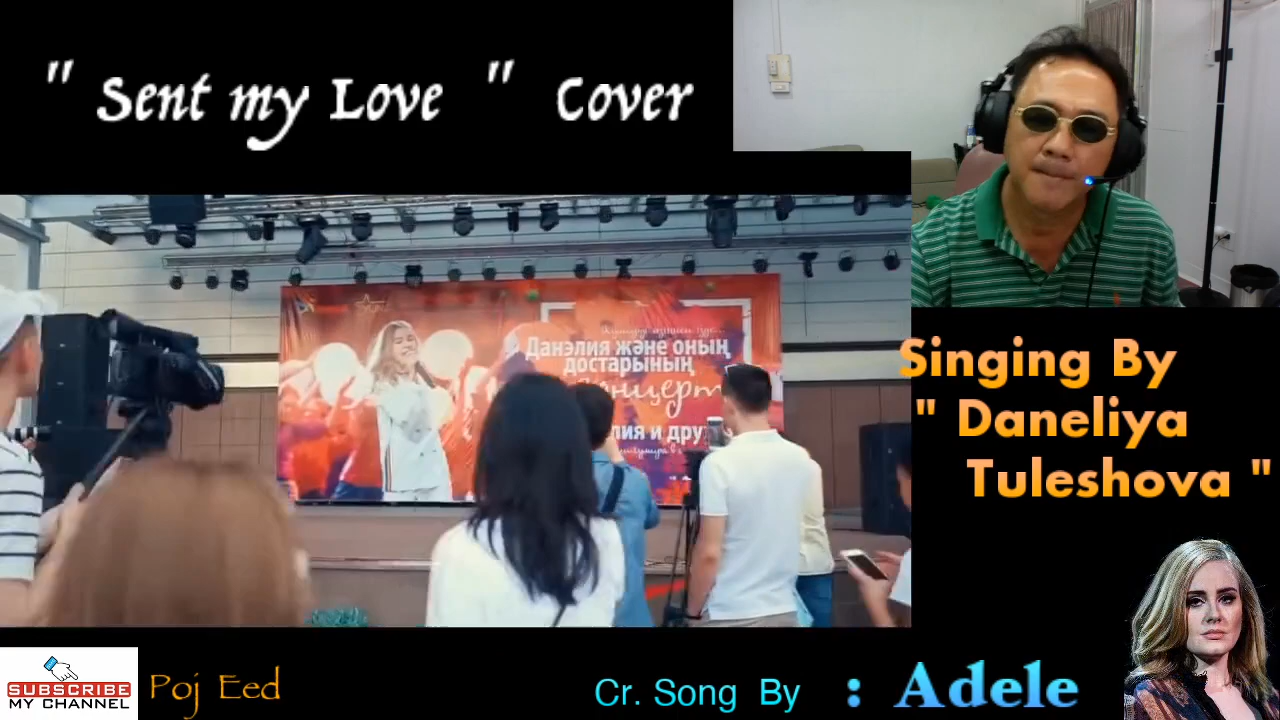 " Sent my Love " Cover
Данэлия және оның
достарының
Singing By
" Daneliya
Tuleshova "
SUBSCRIBE
MY CHANNEL
Poj Eed
Cr. Song By : Adele